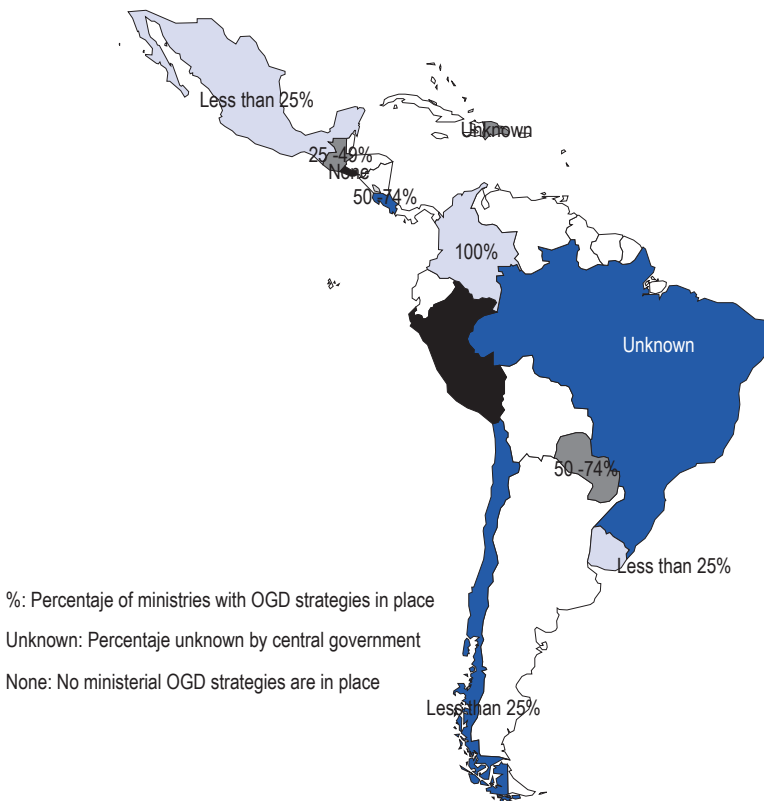 Less than 25%
Unknown
25 -49%
None
50 -74%
100%
Unknown
50 -74%
Less than 25%
%: Percentaje of ministries with OGD strategies in place
Unknown: Percentaje unknown by central government
None: No ministerial OGD strategies are in place
Less than 25%